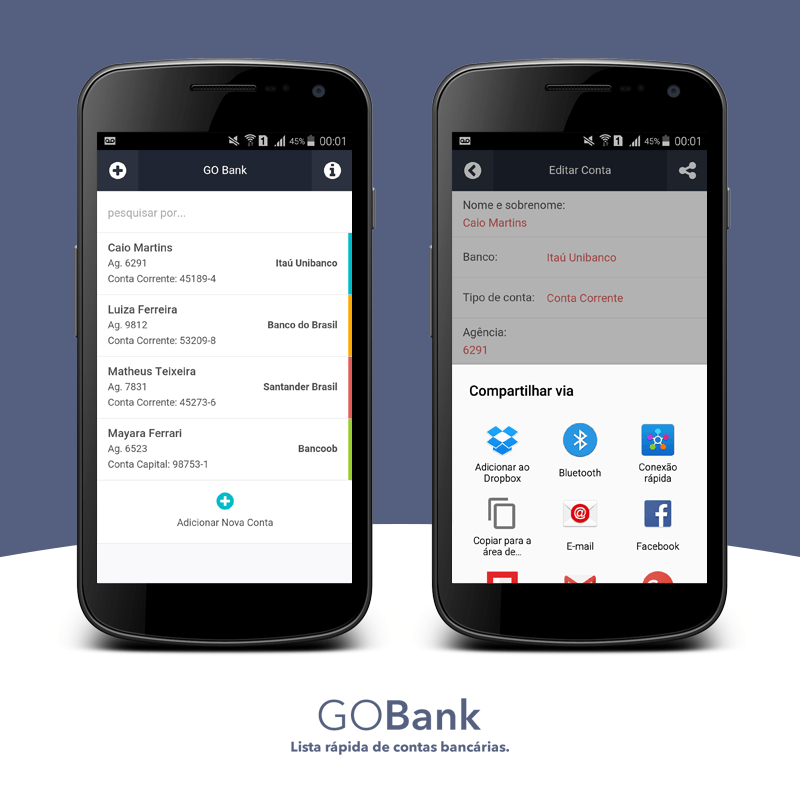 45% 00:01
GO Bank
pesquisar por...
Caio Martins
Ag. 6291
Itaú Unibanco
Conta Corrente: 45189-4
Luiza Ferreira
Ag. 9812
Banco do Brasil
Conta Corrente: 53209-8
Matheus Teixeira
Ag. 7831
Santander Brasil
Conta Corrente: 45273-6
Mayara Ferrari
Ag. 6523
Bancoob
Conta Capital: 98753-1
Adicionar Nova Conta
45% 00:01
Editar Conta
Nome e sobrenome:
Caio Martins
Banco: Itaú Unibanco
Tipo de conta: Conta Corrente
Agência:
6291
Compartilhar via
Adicionar ao
Dropbox
Bluetooth
Conexão
rápida
Copiar para a
área de...
E-mail
Facebook
GOBank
Lista rápida de contas bancárias.